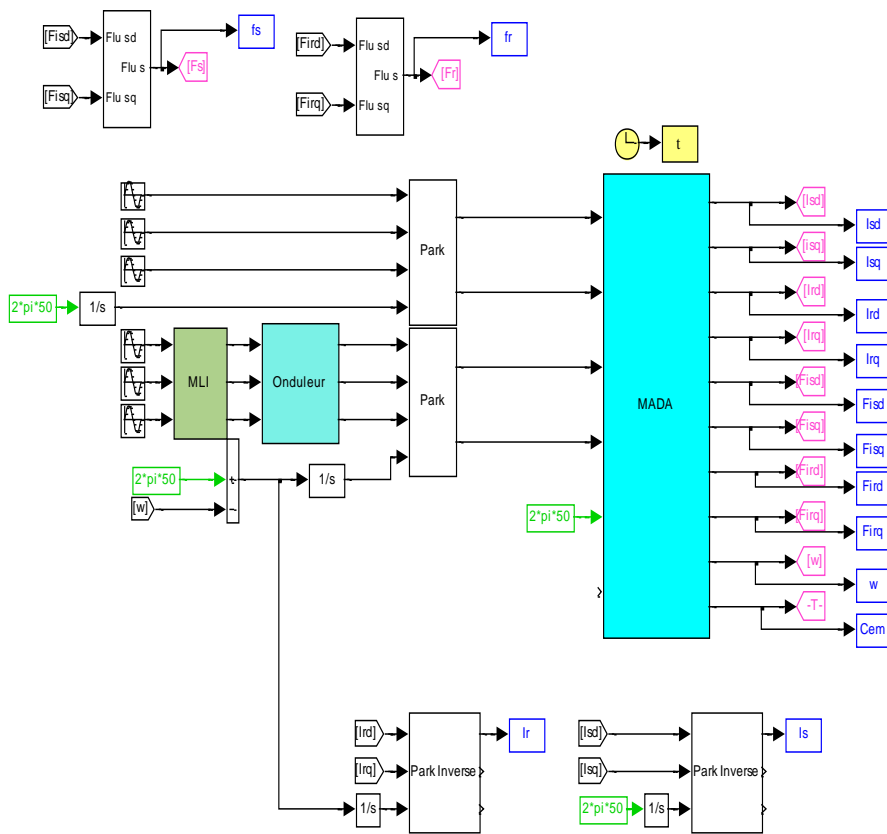 [Fisd]
Flu sd
Flu s
[Fisq]
Flu sq
fs
[Fs]
[Fird]
Flu sd
Flu s
[Firq]
Flu sq
fr
[Fr]
t
2*pi*50
1/s
Park
MLI
Onduleur
Park
2*pi*50
+
[w]
-
1/s
2*pi*50
MADA
[Isd]
Isd
[isq]
Isq
[Ird]
Ird
[Irq]
Irq
[Fisd]
Fisd
[Fisq]
Fisq
[Fird]
Fird
[Firq]
Firq
[w]
w
-T-
Cem
[Ird]
[Irq]
1/s
Park Inverse
Ir
[Isd]
[Isq]
2*pi*50
1/s
Park Inverse
Is